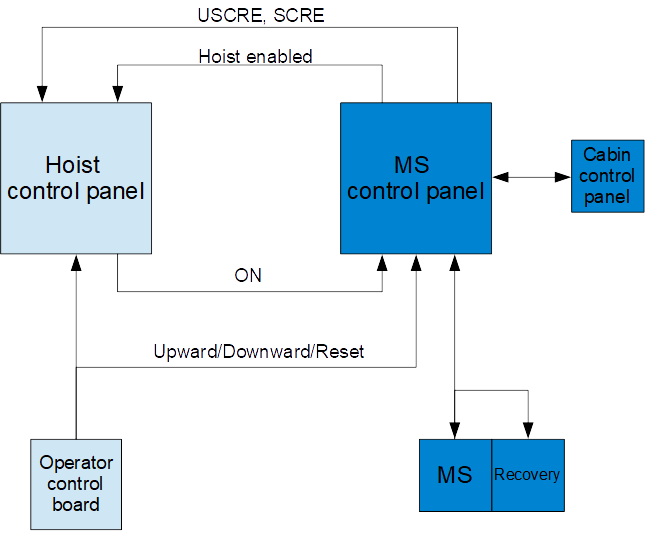 USCRE, SCRE
Hoist enabled
Hoist
control panel
MS
control panel
Cabin
control
panel
ON
Upward/Downward/Reset
Operator
control
board
MS
Recovery